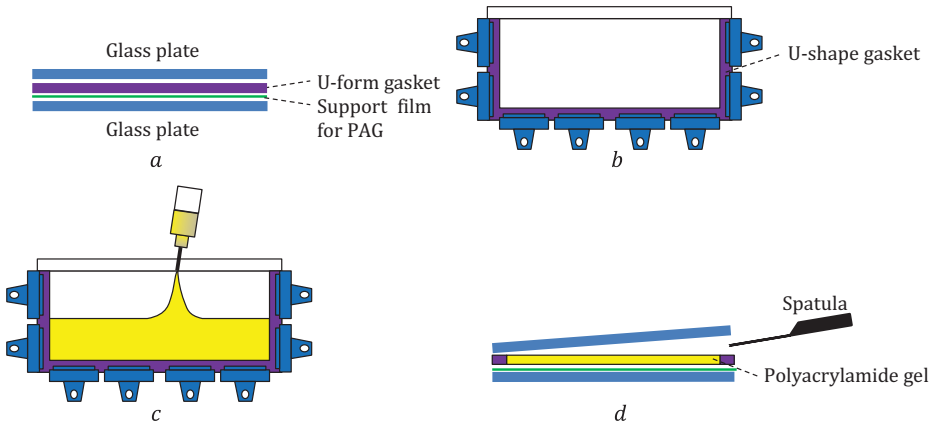 Glass plate
U-form gasket
Support film
for PAG
Glass plate
a
U-shape gasket
b
c
Spatula
Polyacrylamide gel
d